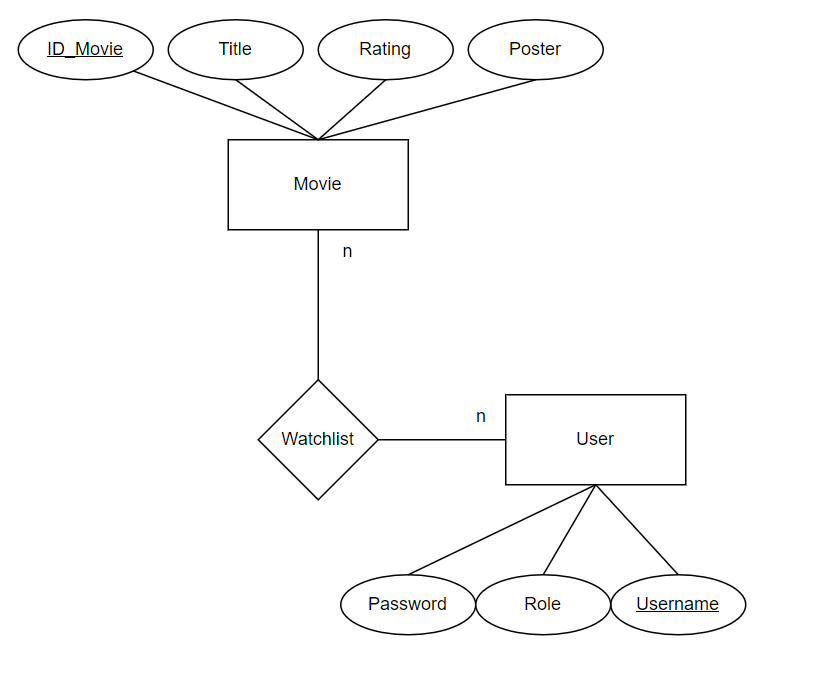 ID_Movie
Title
Rating
Poster
Movie
n
n
Watchlist
User
Password
Role
Username